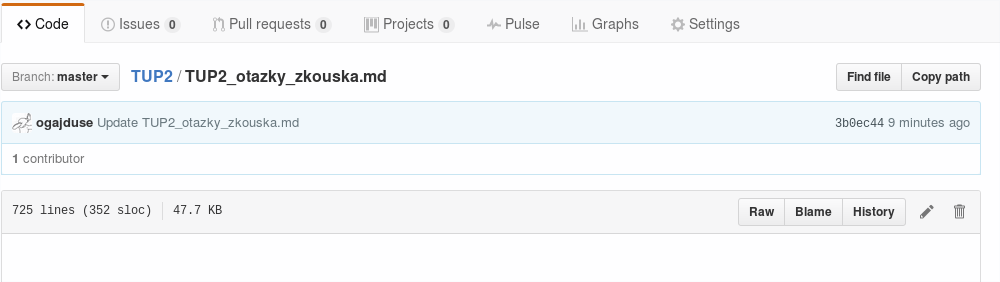 Code Issues 0 Pull requests 0 Projects 0 Pulse Graphs Settings
Branch: master TUP2 / TUP2_otazky_zkouska.md Find file Copy path
ogajduse Update TUP2_otazky_zkouska.md 3b0ec44 9 minutes ago
1 contributor
725 lines (352 sloc) 47.7 KB Raw Blame History